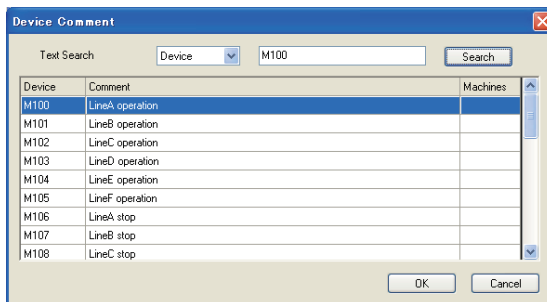 Device Comment
Text Search Device M100 Search
Device Comment Machines
M100 LineA operation
M101 LineB operation
M102 LineC operation
M103 LineD operation
M104 LineE operation
M105 LineF operation
M106 LineA stop
M107 LineB stop
M108 LineC stop
OK Cancel